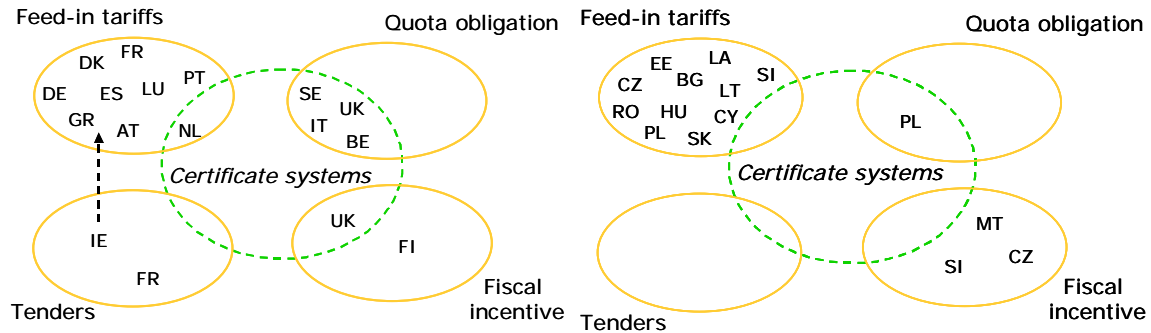 Feed-in tariffs
Quota obligation
FR
DK
PT
DE
ES
LU
GR
AT
NL
SE
UK
IT
BE
Certificate systems
IE
FR
UK
FI
Tenders
Fiscal
incentive
Feed-in tariffs
Quota obligation
LA
EE
SI
CZ
BG
LT
RO
HU
CY
PL
SK
PL
Certificate systems
MT
SI
CZ
Tenders
Fiscal
incentive